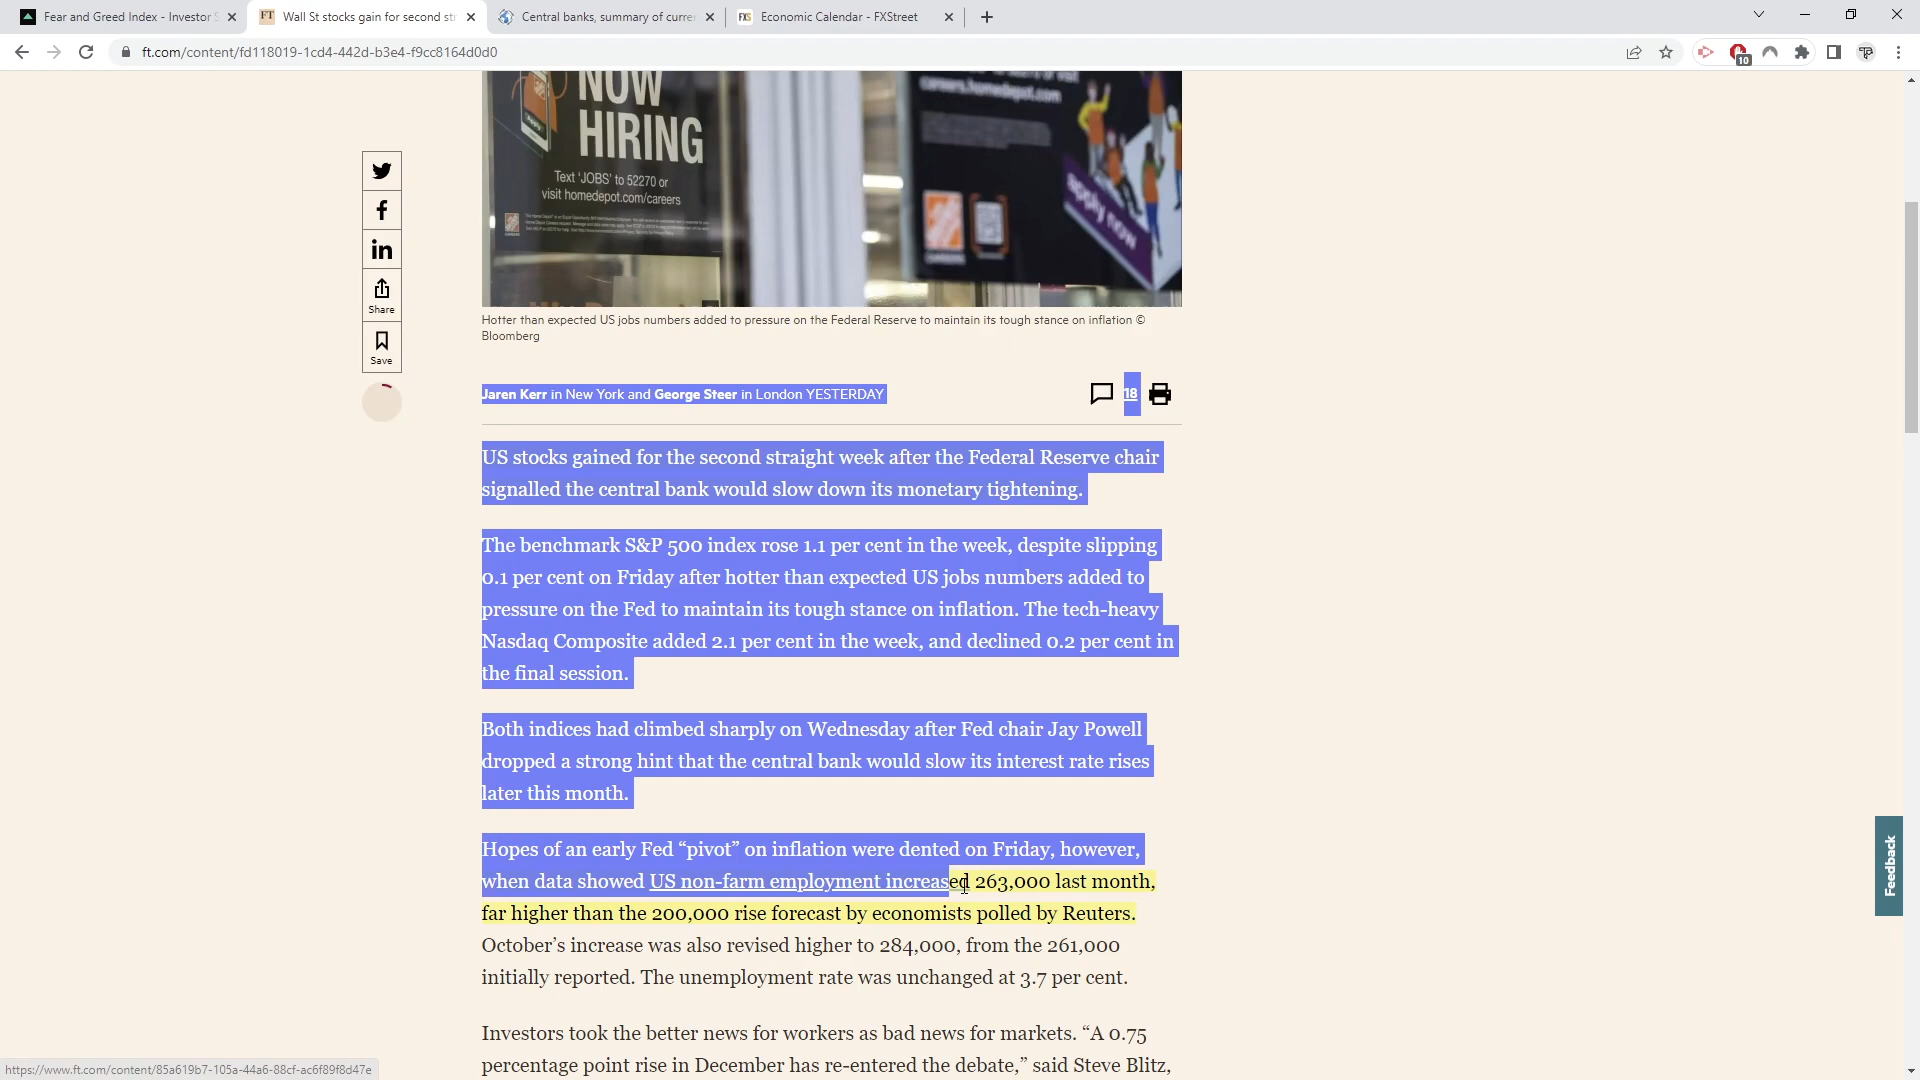 Fear and Greed Index - Investor S
Wall St stocks gain for second str
Central banks, summary of curre
FXS
Economic Calendar - FXStreet
FT
ft.com/content/fd118019-1cd4-442d-b3e4-f9cc8164d0d0
10
NOW
HIRING
Text 'JOBS' to 52270 or
visit homedepot.com/careers
careers.homedepot.com
apply now
Share
Save
Hotter than expected US jobs numbers added to pressure on the Federal Reserve to maintain its tough stance on inflation ©
Bloomberg
Jaren Kerr in New York and George Steer in London YESTERDAY
18
US stocks gained for the second straight week after the Federal Reserve chair
signalled the central bank would slow down its monetary tightening.
The benchmark S&P 500 index rose 1.1 per cent in the week, despite slipping
0.1 per cent on Friday after hotter than expected US jobs numbers added to
pressure on the Fed to maintain its tough stance on inflation. The tech-heavy
Nasdaq Composite added 2.1 per cent in the week, and declined 0.2 per cent in
the final session.
Both indices had climbed sharply on Wednesday after Fed chair Jay Powell
dropped a strong hint that the central bank would slow its interest rate rises
later this month.
Hopes of an early Fed “pivot” on inflation were dented on Friday, however,
when data showed US non-farm employment increased 263,000 last month,
far higher than the 200,000 rise forecast by economists polled by Reuters.
October’s increase was also revised higher to 284,000, from the 261,000
initially reported. The unemployment rate was unchanged at 3.7 per cent.
Investors took the better news for workers as bad news for markets. “A 0.75
percentage point rise in December has re-entered the debate,” said Steve Blitz,
Feedback
https://www.ft.com/content/85a619b7-105a-44a6-88cf-ac6f89f8d47e